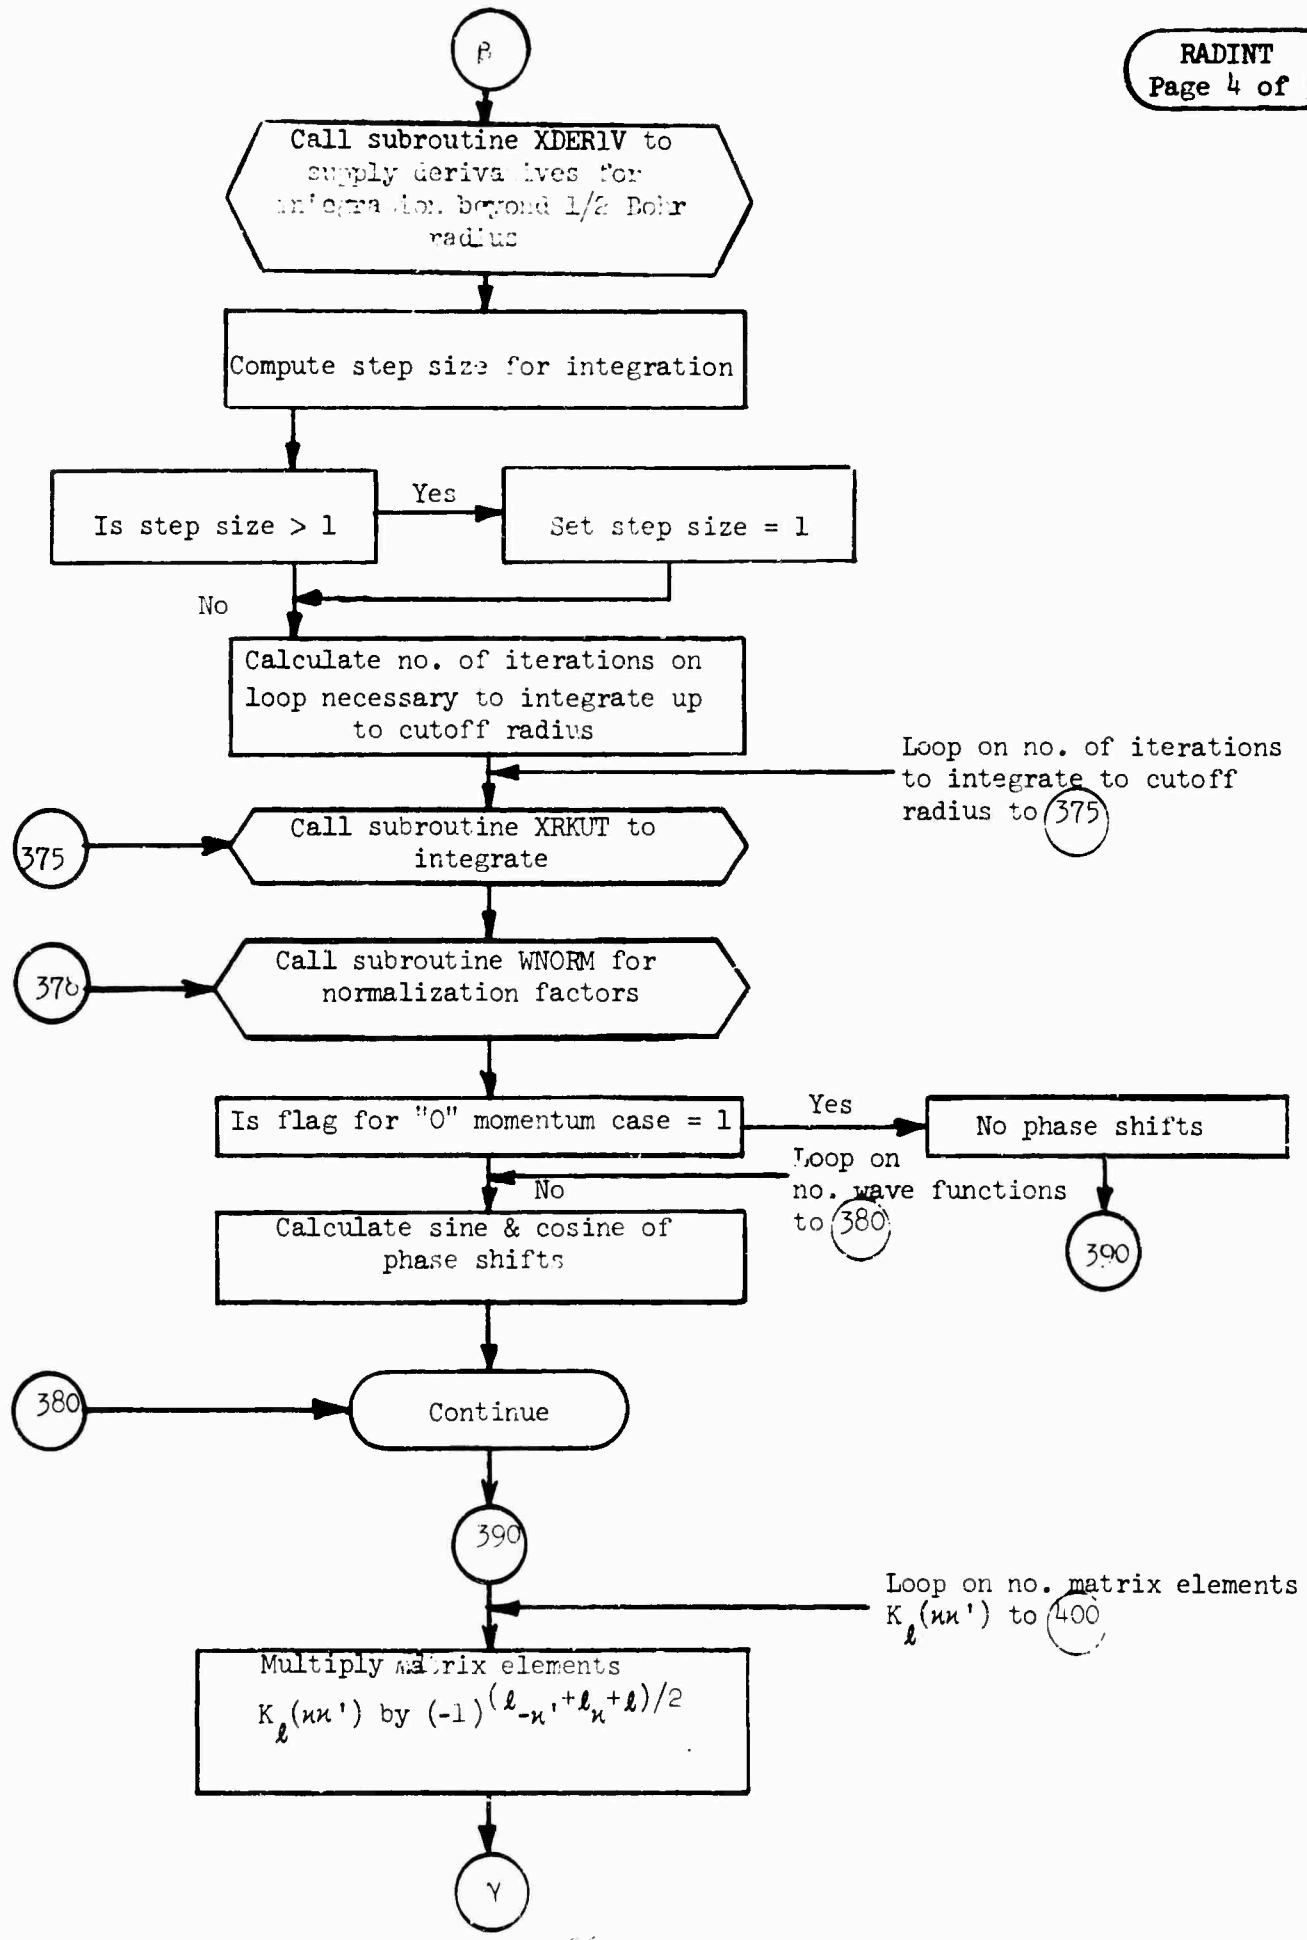 RADINT
Page 4 of
β
Call subroutine XDER1V to
supply derivatives for
integration beyond 1/2 Bohr
radius
Compute step size for integration
Is step size > 1
Yes
Set step size = 1
No
Calculate no. of iterations on
loop necessary to integrate up
to cutoff radius
Loop on no. of iterations
to integrate to cutoff
radius to 375
375
Call subroutine XRKUT to
integrate
378
Call subroutine WNORM for
normalization factors
Is flag for "0" momentum case = 1
Yes
No phase shifts
Loop on
no. wave functions
to 380
No
390
Calculate sine & cosine of
phase shifts
380
Continue
390
Loop on no. matrix elements
K_ℓ(ϰϰ') to 400
Multiply matrix elements
K_ℓ(ϰϰ') by (-1)^(ℓ_-ϰ'+ℓ_ϰ+ℓ)/2
γ